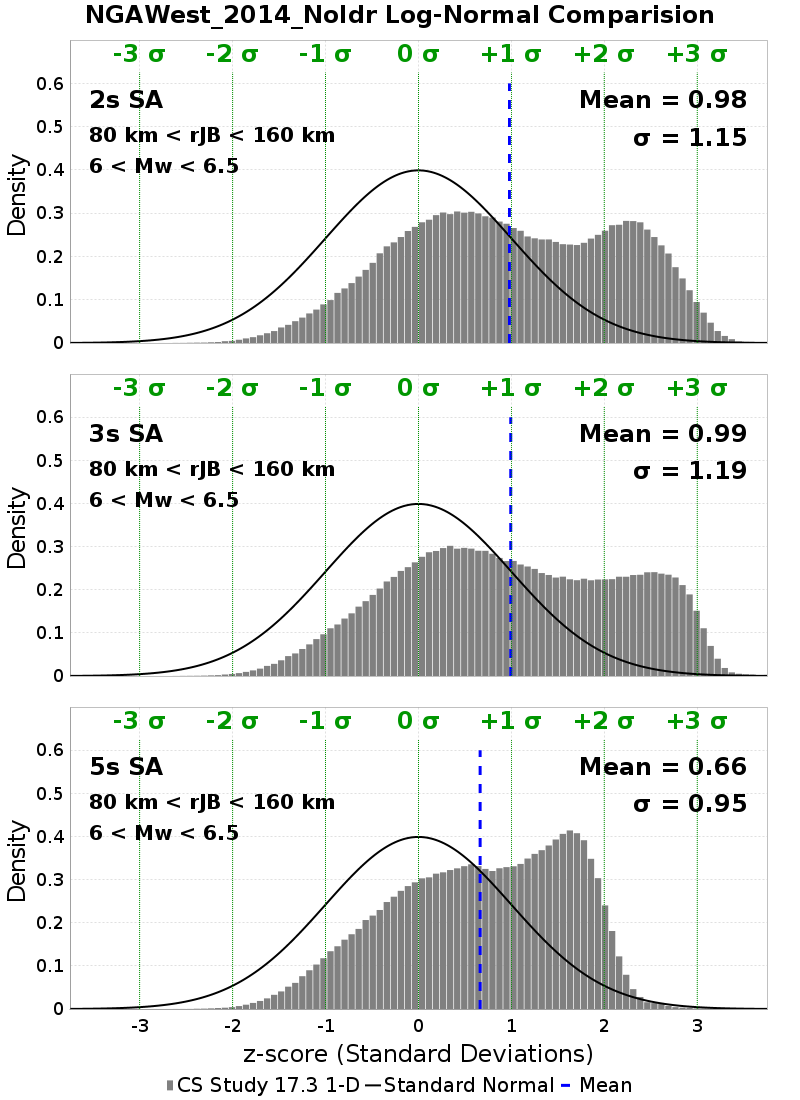 NGAWest_2014_NoIdr Log-Normal Comparision
-3 σ -2 σ -1 σ 0 σ +1 σ +2 σ +3 σ
0.6
2s SA Mean = 0.98
0.5
80 km < rJB < 160 km σ = 1.15
6 < Mw < 6.5
0.4
0.3
0.2
0.1
0
Density
-3 σ -2 σ -1 σ 0 σ +1 σ +2 σ +3 σ
0.6
3s SA Mean = 0.99
0.5
80 km < rJB < 160 km σ = 1.19
6 < Mw < 6.5
0.4
0.3
0.2
0.1
0
Density
-3 σ -2 σ -1 σ 0 σ +1 σ +2 σ +3 σ
0.6
5s SA Mean = 0.66
0.5
80 km < rJB < 160 km σ = 0.95
6 < Mw < 6.5
0.4
0.3
0.2
0.1
0
Density
-3 -2 -1 0 1 2 3
z-score (Standard Deviations)
CS Study 17.3 1-D Standard Normal Mean